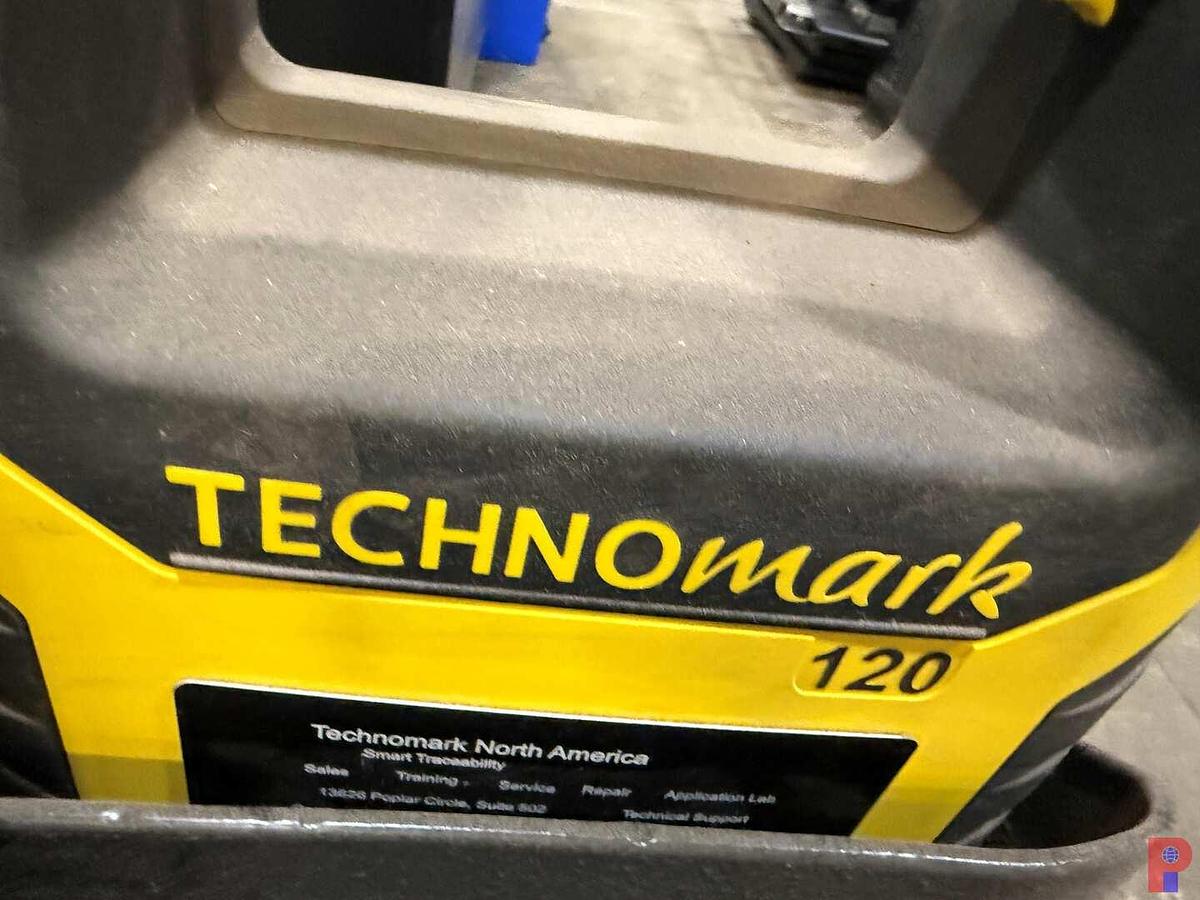 TECHNOmark
120
Technomark North America
Smart Traceability
Sales Training - Service Repair Application Lab
13626 Poplar Circle, Suite 502 Technical Support